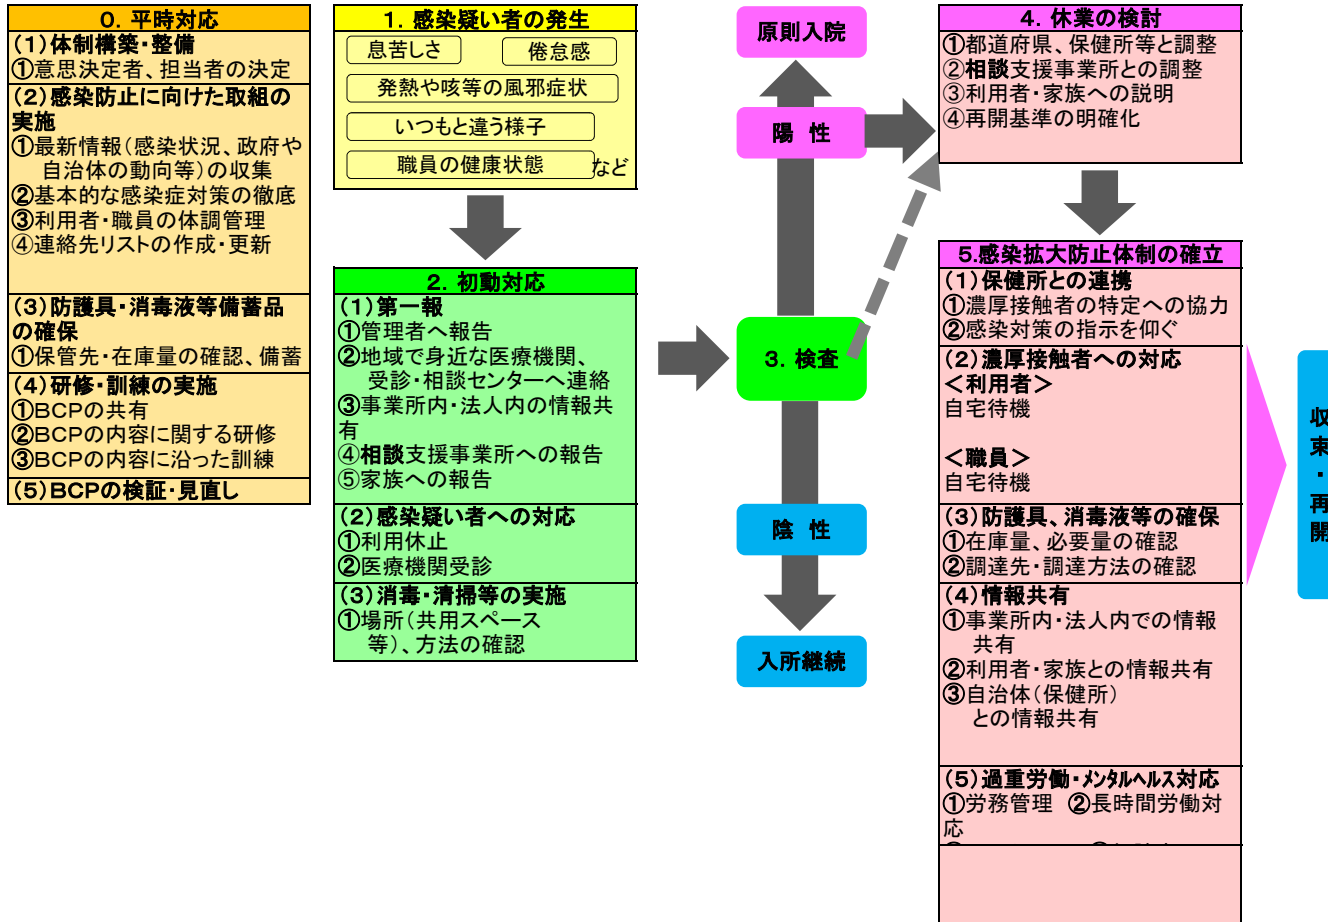 0．平時対応
（1）体制構築・整備
①意思決定者、担当者の決定
（2）感染防止に向けた取組の
実施
①最新情報（感染状況、政府や
自治体の動向等）の収集
②基本的な感染症対策の徹底
③利用者・職員の体調管理
④連絡先リストの作成・更新
（3）防護具・消毒液等備蓄品
の確保
①保管先・在庫量の確認、備蓄
（4）研修・訓練の実施
①BCPの共有
②BCPの内容に関する研修
③BCPの内容に沿った訓練
（5）BCPの検証・見直し
1．感染疑い者の発生
息苦しさ
倦怠感
発熱や咳等の風邪症状
いつもと違う様子
職員の健康状態
など
2．初動対応
（1）第一報
①管理者へ報告
②地域で身近な医療機関、
受診・相談センターへ連絡
③事業所内・法人内の情報共
有
④相談支援事業所への報告
⑤家族への報告
（2）感染疑い者への対応
①利用休止
②医療機関受診
（3）消毒・清掃等の実施
①場所（共用スペース
等）、方法の確認
原則入院
陽 性
3．検査
陰 性
入所継続
4．休業の検討
①都道府県、保健所等と調整
②相談支援事業所との調整
③利用者・家族への説明
④再開基準の明確化
5.感染拡大防止体制の確立
（1）保健所との連携
①濃厚接触者の特定への協力
②感染対策の指示を仰ぐ
（2）濃厚接触者への対応
＜利用者＞
自宅待機
＜職員＞
自宅待機
（3）防護具、消毒液等の確保
①在庫量、必要量の確認
②調達先・調達方法の確認
（4）情報共有
①事業所内・法人内での情報
共有
②利用者・家族との情報共有
③自治体（保健所）
との情報共有
（5）過重労働・メンタルヘルス対応
①労務管理 ②長時間労働対
応
収
束
・
再
開